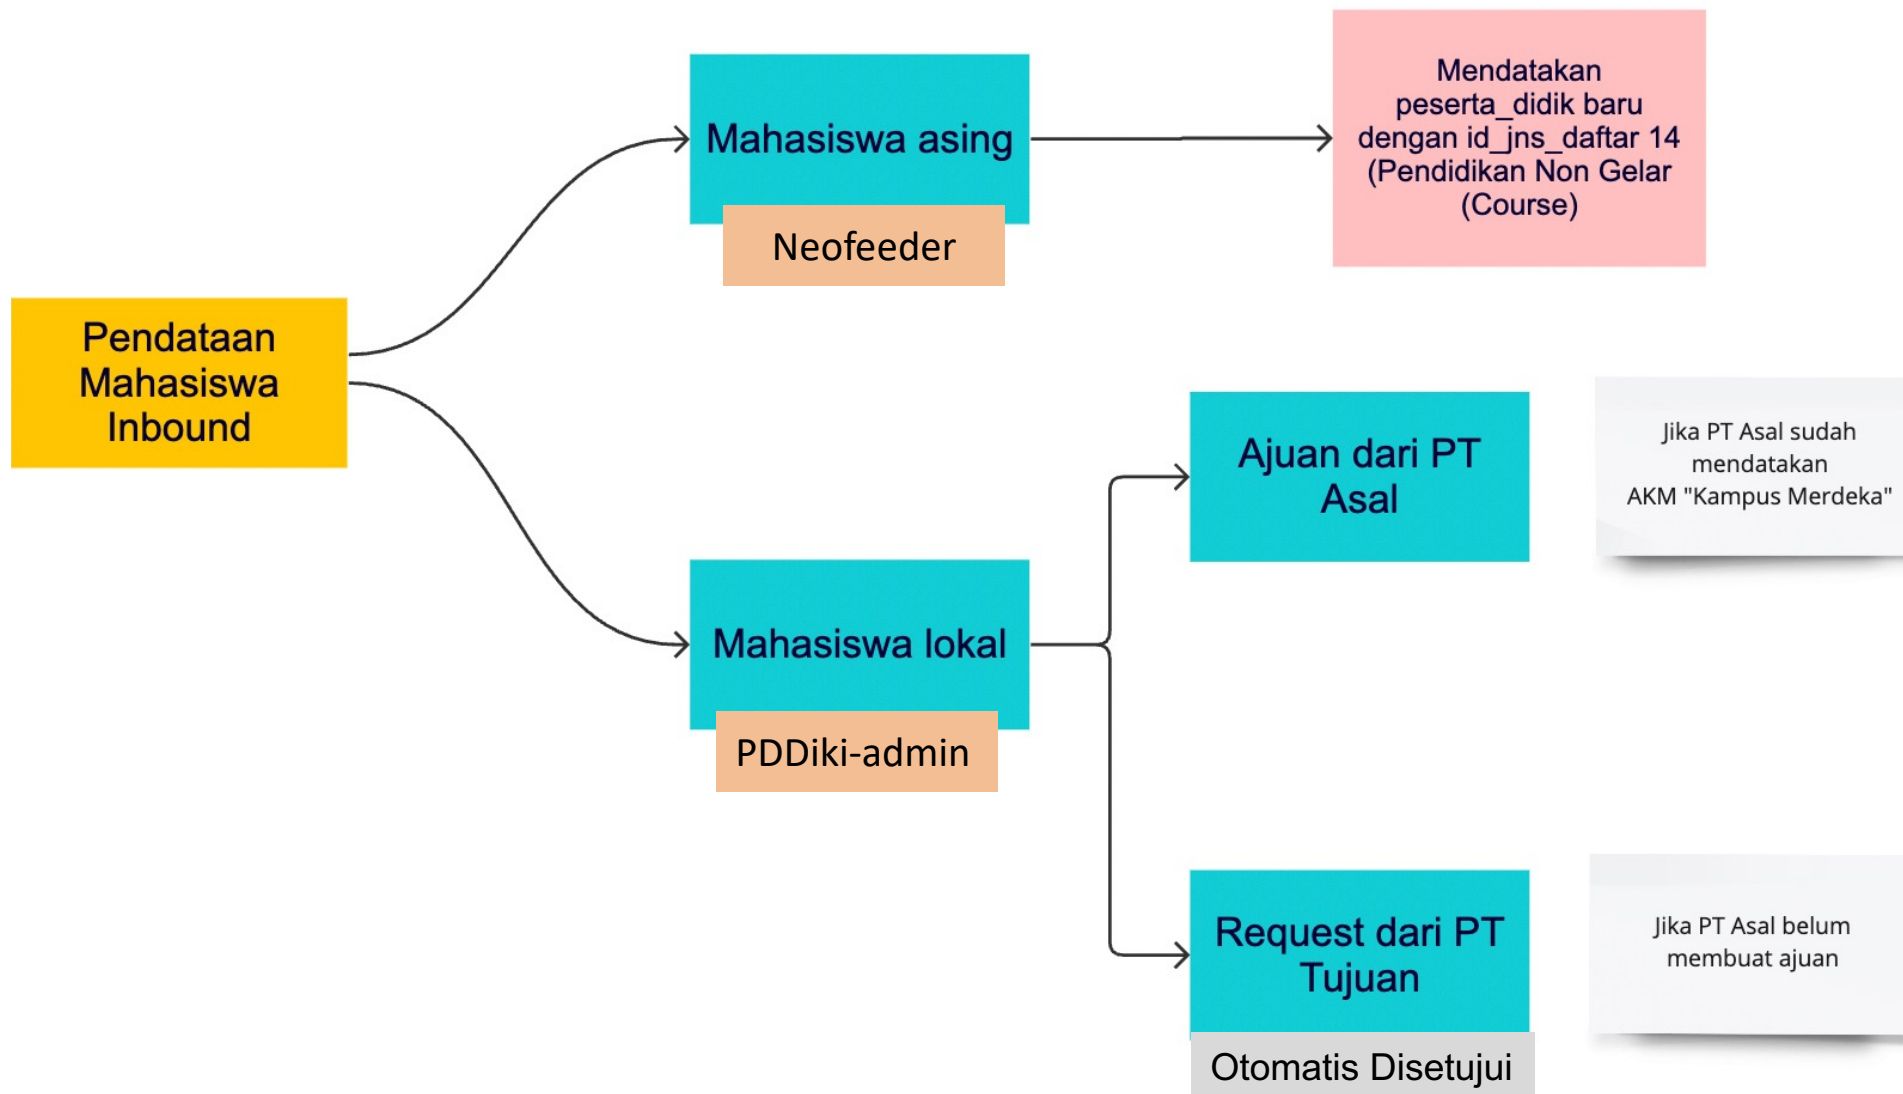 Mendatakan
peserta_didik baru
dengan id_jns_daftar 14
(Pendidikan Non Gelar
(Course)
Mahasiswa asing
Neofeeder
Pendataan
Mahasiswa
Inbound
Ajuan dari PT
Asal
Jika PT Asal sudah
mendatakan
AKM "Kampus Merdeka"
Mahasiswa lokal
PDDiki-admin
Request dari PT
Tujuan
Jika PT Asal belum
membuat ajuan
Otomatis Disetujui